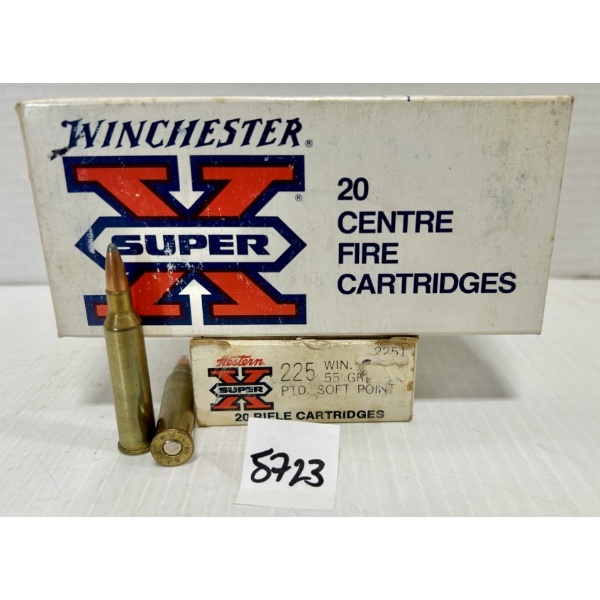 WINCHESTER®
X®
SUPER
20
CENTRE
FIRE
CARTRIDGES
Western
X
SUPER
225 WIN. 2251
55 GR.
PTD. SOFT POINT
20 RIFLE CARTRIDGES
5723